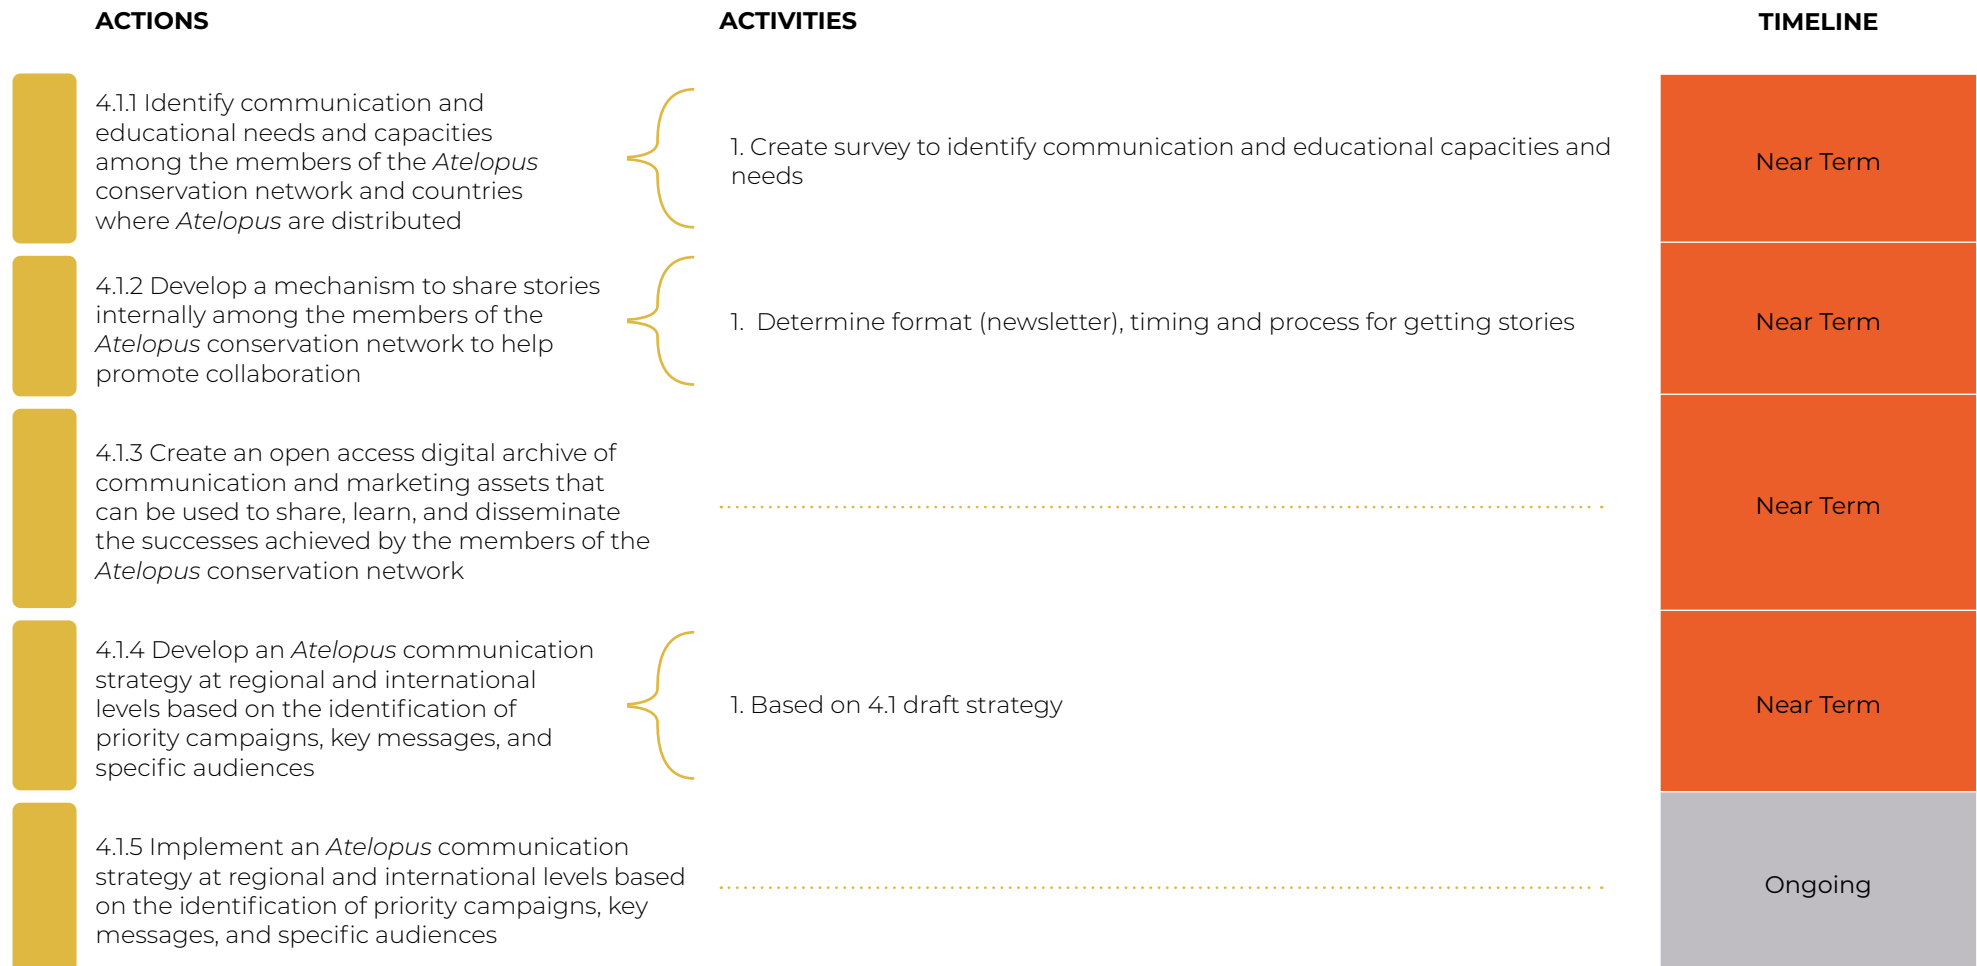 ACTIONS
ACTIVITIES
TIMELINE
4.1.1 Identify communication and
educational needs and capacities
among the members of the Atelopus
conservation network and countries
where Atelopus are distributed
1. Create survey to identify communication and educational capacities and
needs
Near Term
4.1.2 Develop a mechanism to share stories
internally among the members of the
Atelopus conservation network to help
promote collaboration
1. Determine format (newsletter), timing and process for getting stories
Near Term
4.1.3 Create an open access digital archive of
communication and marketing assets that
can be used to share, learn, and disseminate
the successes achieved by the members of the
Atelopus conservation network
Near Term
4.1.4 Develop an Atelopus communication
strategy at regional and international
levels based on the identification of
priority campaigns, key messages, and
specific audiences
1. Based on 4.1 draft strategy
Near Term
4.1.5 Implement an Atelopus communication
strategy at regional and international levels based
on the identification of priority campaigns, key
messages, and specific audiences
Ongoing